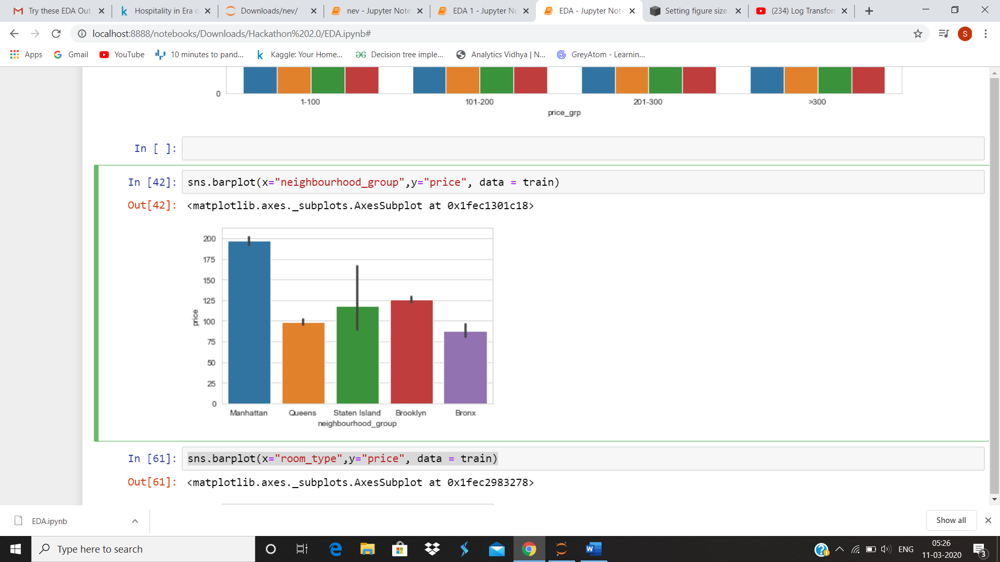 Try these EDA Out
Hospitality in Era o
Downloads/nev/
nev - Jupyter Note
EDA 1 - Jupyter No
EDA - Jupyter Note
Setting figure size
(234) Log Transfor
localhost:8888/notebooks/Downloads/Hackathon%202.0/EDA.ipynb#
S
Apps
Gmail
YouTube
10 minutes to pand...
Kaggle: Your Home...
Decision tree imple...
Analytics Vidhya | N...
GreyAtom - Learnin...
0
1-100 101-200 201-300 >300
price_grp
In [ ]:
In [42]: sns.barplot(x="neighbourhood_group",y="price", data = train)
Out[42]: <matplotlib.axes._subplots.AxesSubplot at 0x1fec1301c18>
200
175
150
125
100
75
50
25
0
price
Manhattan Queens Staten Island Brooklyn Bronx
neighbourhood_group
In [61]: sns.barplot(x="room_type",y="price", data = train)
Out[61]: <matplotlib.axes._subplots.AxesSubplot at 0x1fec2983278>
EDA.ipynb
Show all
Type here to search
ENG
05:26
11-03-2020
3